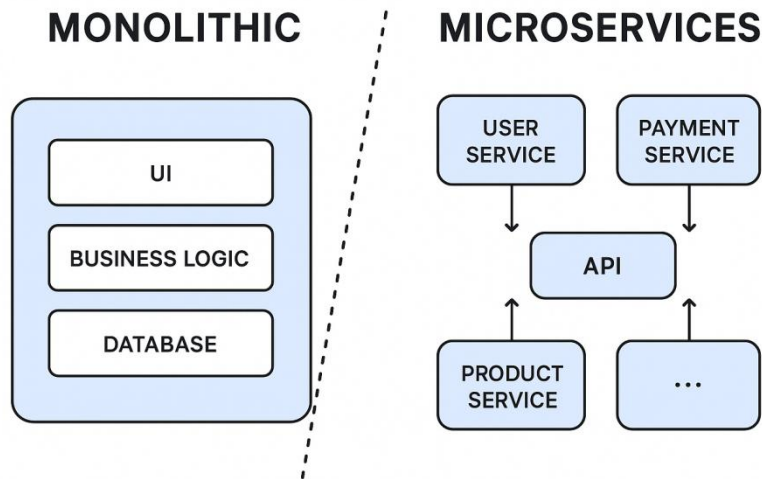 MONOLITHIC
UI
BUSINESS LOGIC
DATABASE
MICROSERVICES
USER
SERVICE
PAYMENT
SERVICE
API
PRODUCT
SERVICE
...